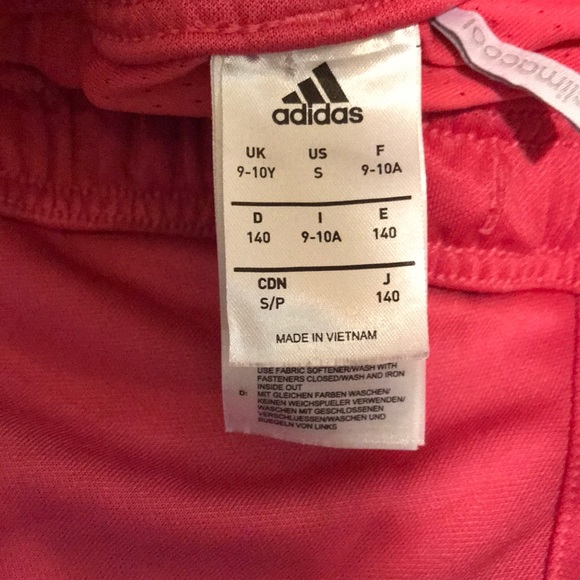 climacool
adidas
UK US F
9-10Y S 9-10A
D I E
140 9-10A 140
CDN J
S/P 140
MADE IN VIETNAM
USE FABRIC SOFTENER/WASH WITH
FASTENERS CLOSED/WASH AND IRON
INSIDE OUT
D: MIT GLEICHEN FARBEN WASCHEN/
KEINEN WEICHSPUELER VERWENDEN/
WASCHEN MIT GESCHLOSSENEN
VERSCHLUESSEN/WASCHEN UND
BUEGELN VON LINKS